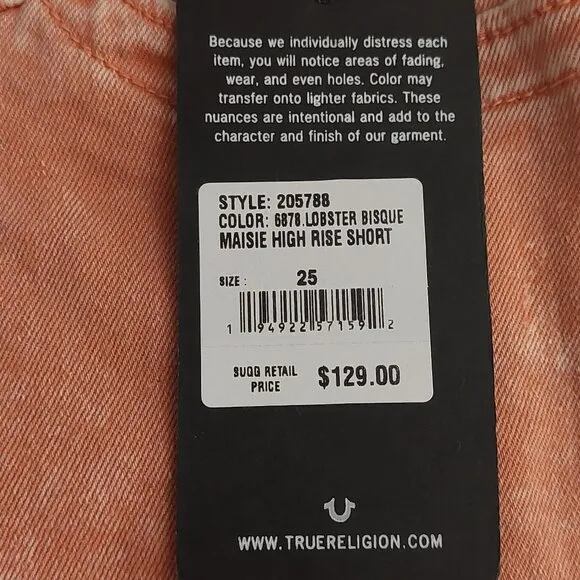 Because we individually distress each
item, you will notice areas of fading,
wear, and even holes. Color may
transfer onto lighter fabrics. These
nuances are intentional and add to the
character and finish of our garment.
STYLE: 205788
COLOR: 6878.LOBSTER BISQUE
MAISIE HIGH RISE SHORT
SIZE : 25
1 94922 57159 2
SUGG RETAIL
PRICE $129.00
WWW.TRUERELIGION.COM